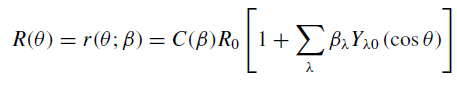 R(θ) = r(θ; β) = C(β)R₀ [1 + ∑_λ β_λ Y_λ0 (cos θ)]